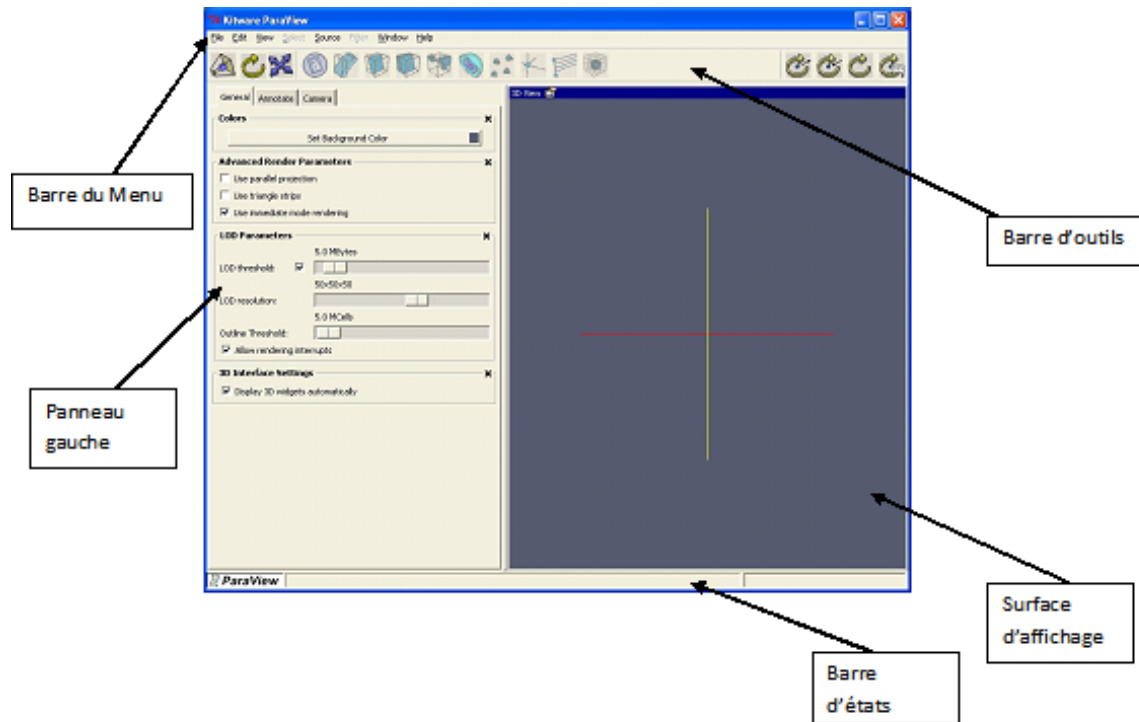 Kitware ParaView
File Edit View Select Source Filter Window Help
General Annotate Camera
3D View
Colors
Set Background Color
Advanced Render Parameters
Use parallel projection
Use triangle strips
Use immediate mode rendering
LOD Parameters
5.0 MBytes
LOD threshold:
50x50x50
LOD resolution:
5.0 MCells
Outline Threshold:
Allow rendering interrupts
3D Interface Settings
Display 3D widgets automatically
ParaView
Barre du Menu
Barre d'outils
Panneau
gauche
Surface
d'affichage
Barre
d'états